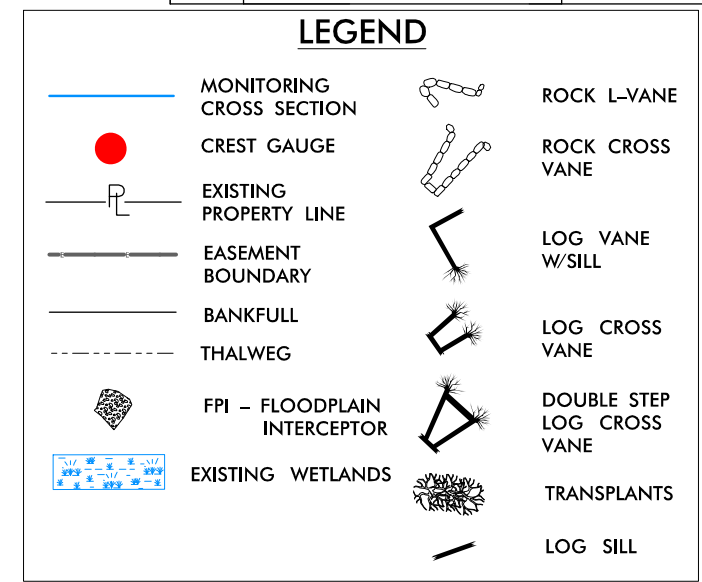 LEGEND
MONITORING
CROSS SECTION
CREST GAUGE
PL
EXISTING
PROPERTY LINE
E E
EASEMENT
BOUNDARY
BANKFULL
THALWEG
FPI – FLOODPLAIN
INTERCEPTOR
EXISTING WETLANDS
ROCK L–VANE
ROCK CROSS
VANE
LOG VANE
W/SILL
LOG CROSS
VANE
DOUBLE STEP
LOG CROSS
VANE
TRANSPLANTS
LOG SILL